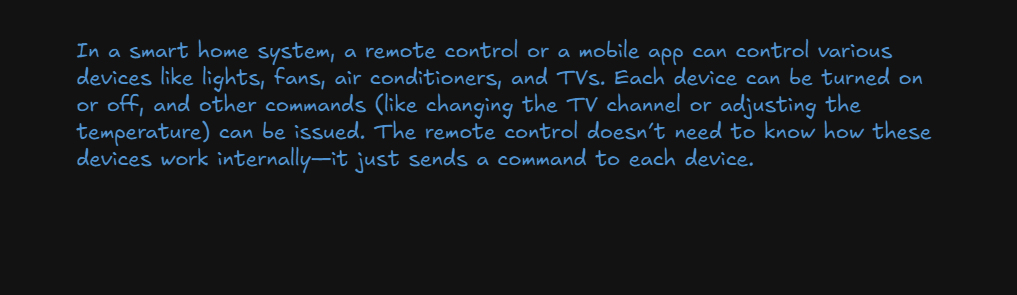 In a smart home system, a remote control or a mobile app can control various
devices like lights, fans, air conditioners, and TVs. Each device can be turned on
or off, and other commands (like changing the TV channel or adjusting the
temperature) can be issued. The remote control doesn't need to know how these
devices work internally—it just sends a command to each device.